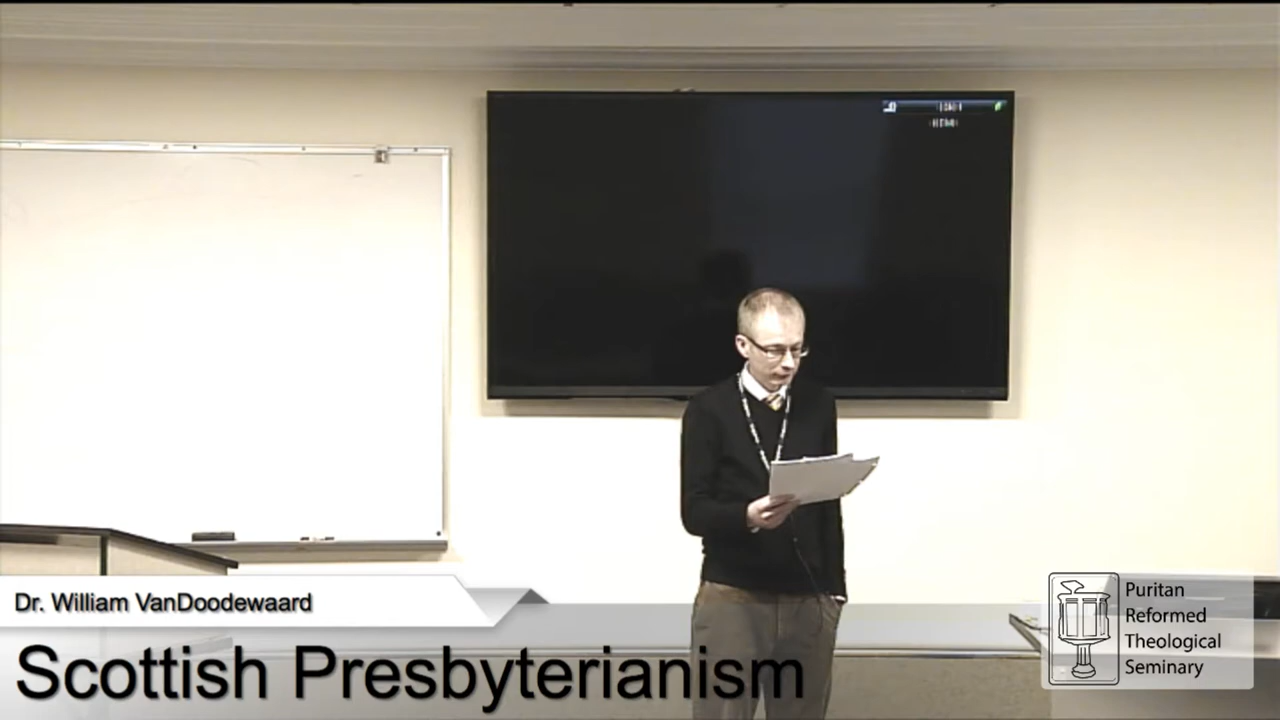 Dr. William VanDoodewaard
Scottish Presbyterianism
Puritan
Reformed
Theological
Seminary